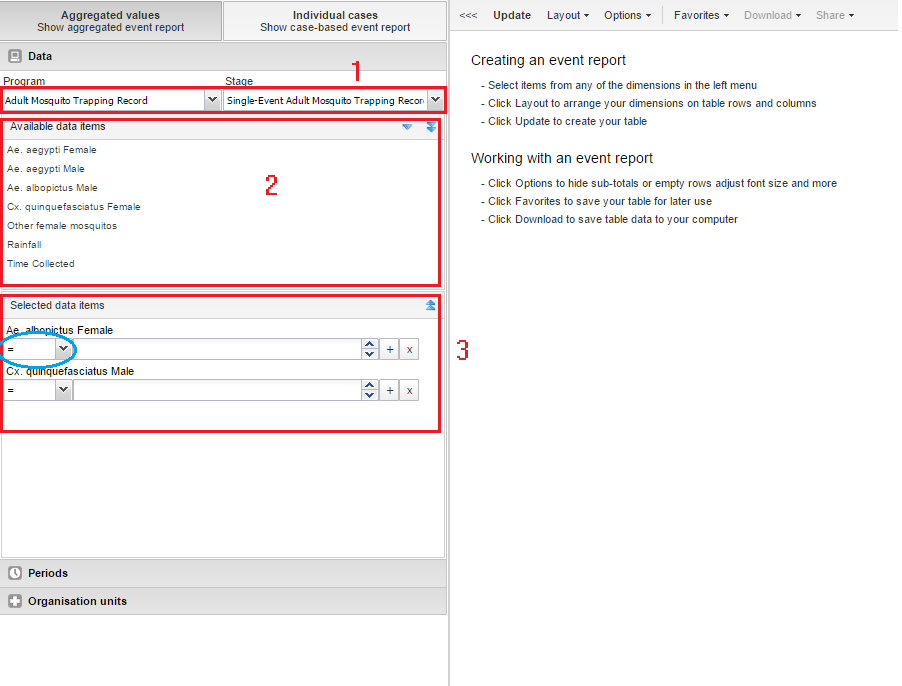 Aggregated values
Show aggregated event report
Individual cases
Show case-based event report
Data
1
Program
Stage
Adult Mosquito Trapping Record
Single-Event Adult Mosquito Trapping Recor
Available data items
Ae. aegypti Female
Ae. aegypti Male
Ae. albopictus Male
Cx. quinquefasciatus Female
Other female mosquitos
Rainfall
Time Collected
2
Selected data items
Ae. albopictus Female
= + x
Cx. quinquefasciatus Male
= + x
3
Periods
Organisation units
<<< Update Layout Options Favorites Download Share
Creating an event report
- Select items from any of the dimensions in the left menu
- Click Layout to arrange your dimensions on table rows and columns
- Click Update to create your table
Working with an event report
- Click Options to hide sub-totals or empty rows adjust font size and more
- Click Favorites to save your table for later use
- Click Download to save table data to your computer